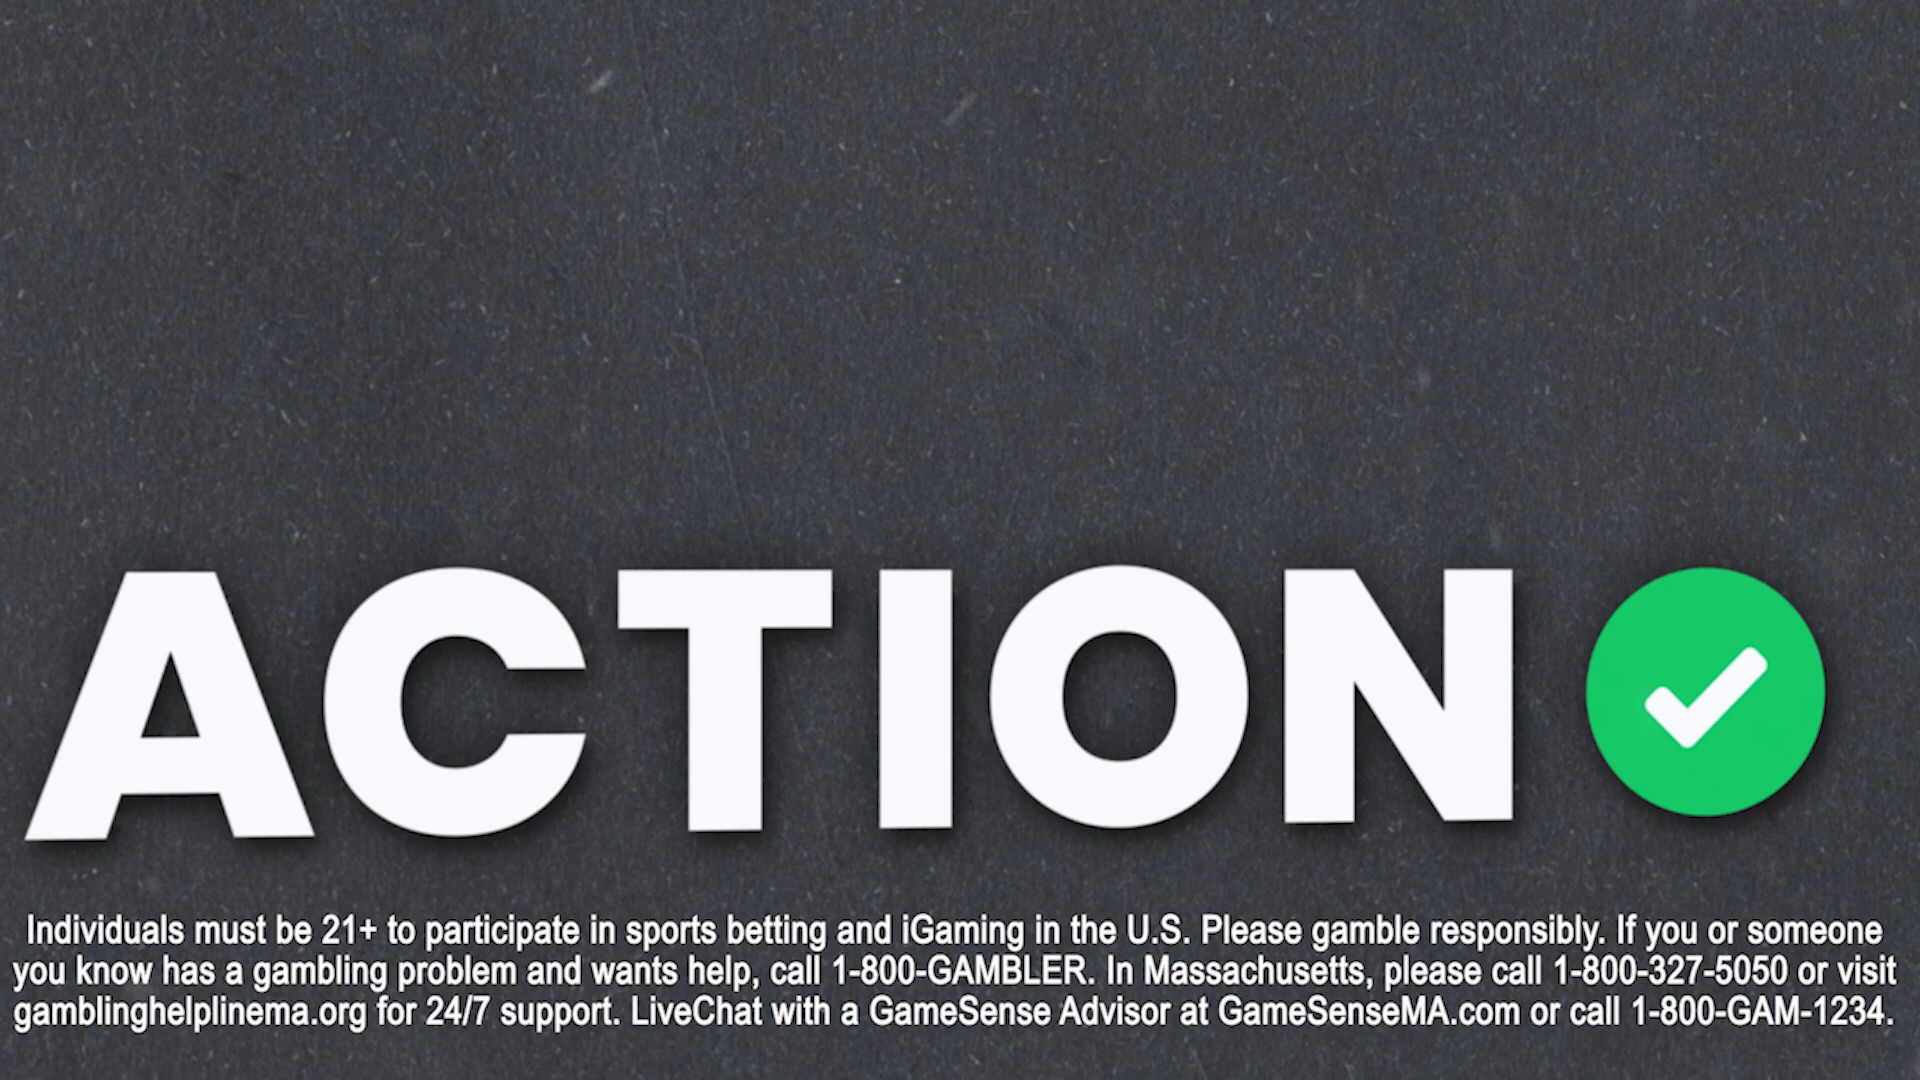 ACTION
Individuals must be 21+ to participate in sports betting and iGaming in the U.S. Please gamble responsibly. If you or someone
you know has a gambling problem and wants help, call 1-800-GAMBLER. In Massachusetts, please call 1-800-327-5050 or visit
gamblinghelplinema.org for 24/7 support. LiveChat with a GameSense Advisor at GameSenseMA.com or call 1-800-GAM-1234.